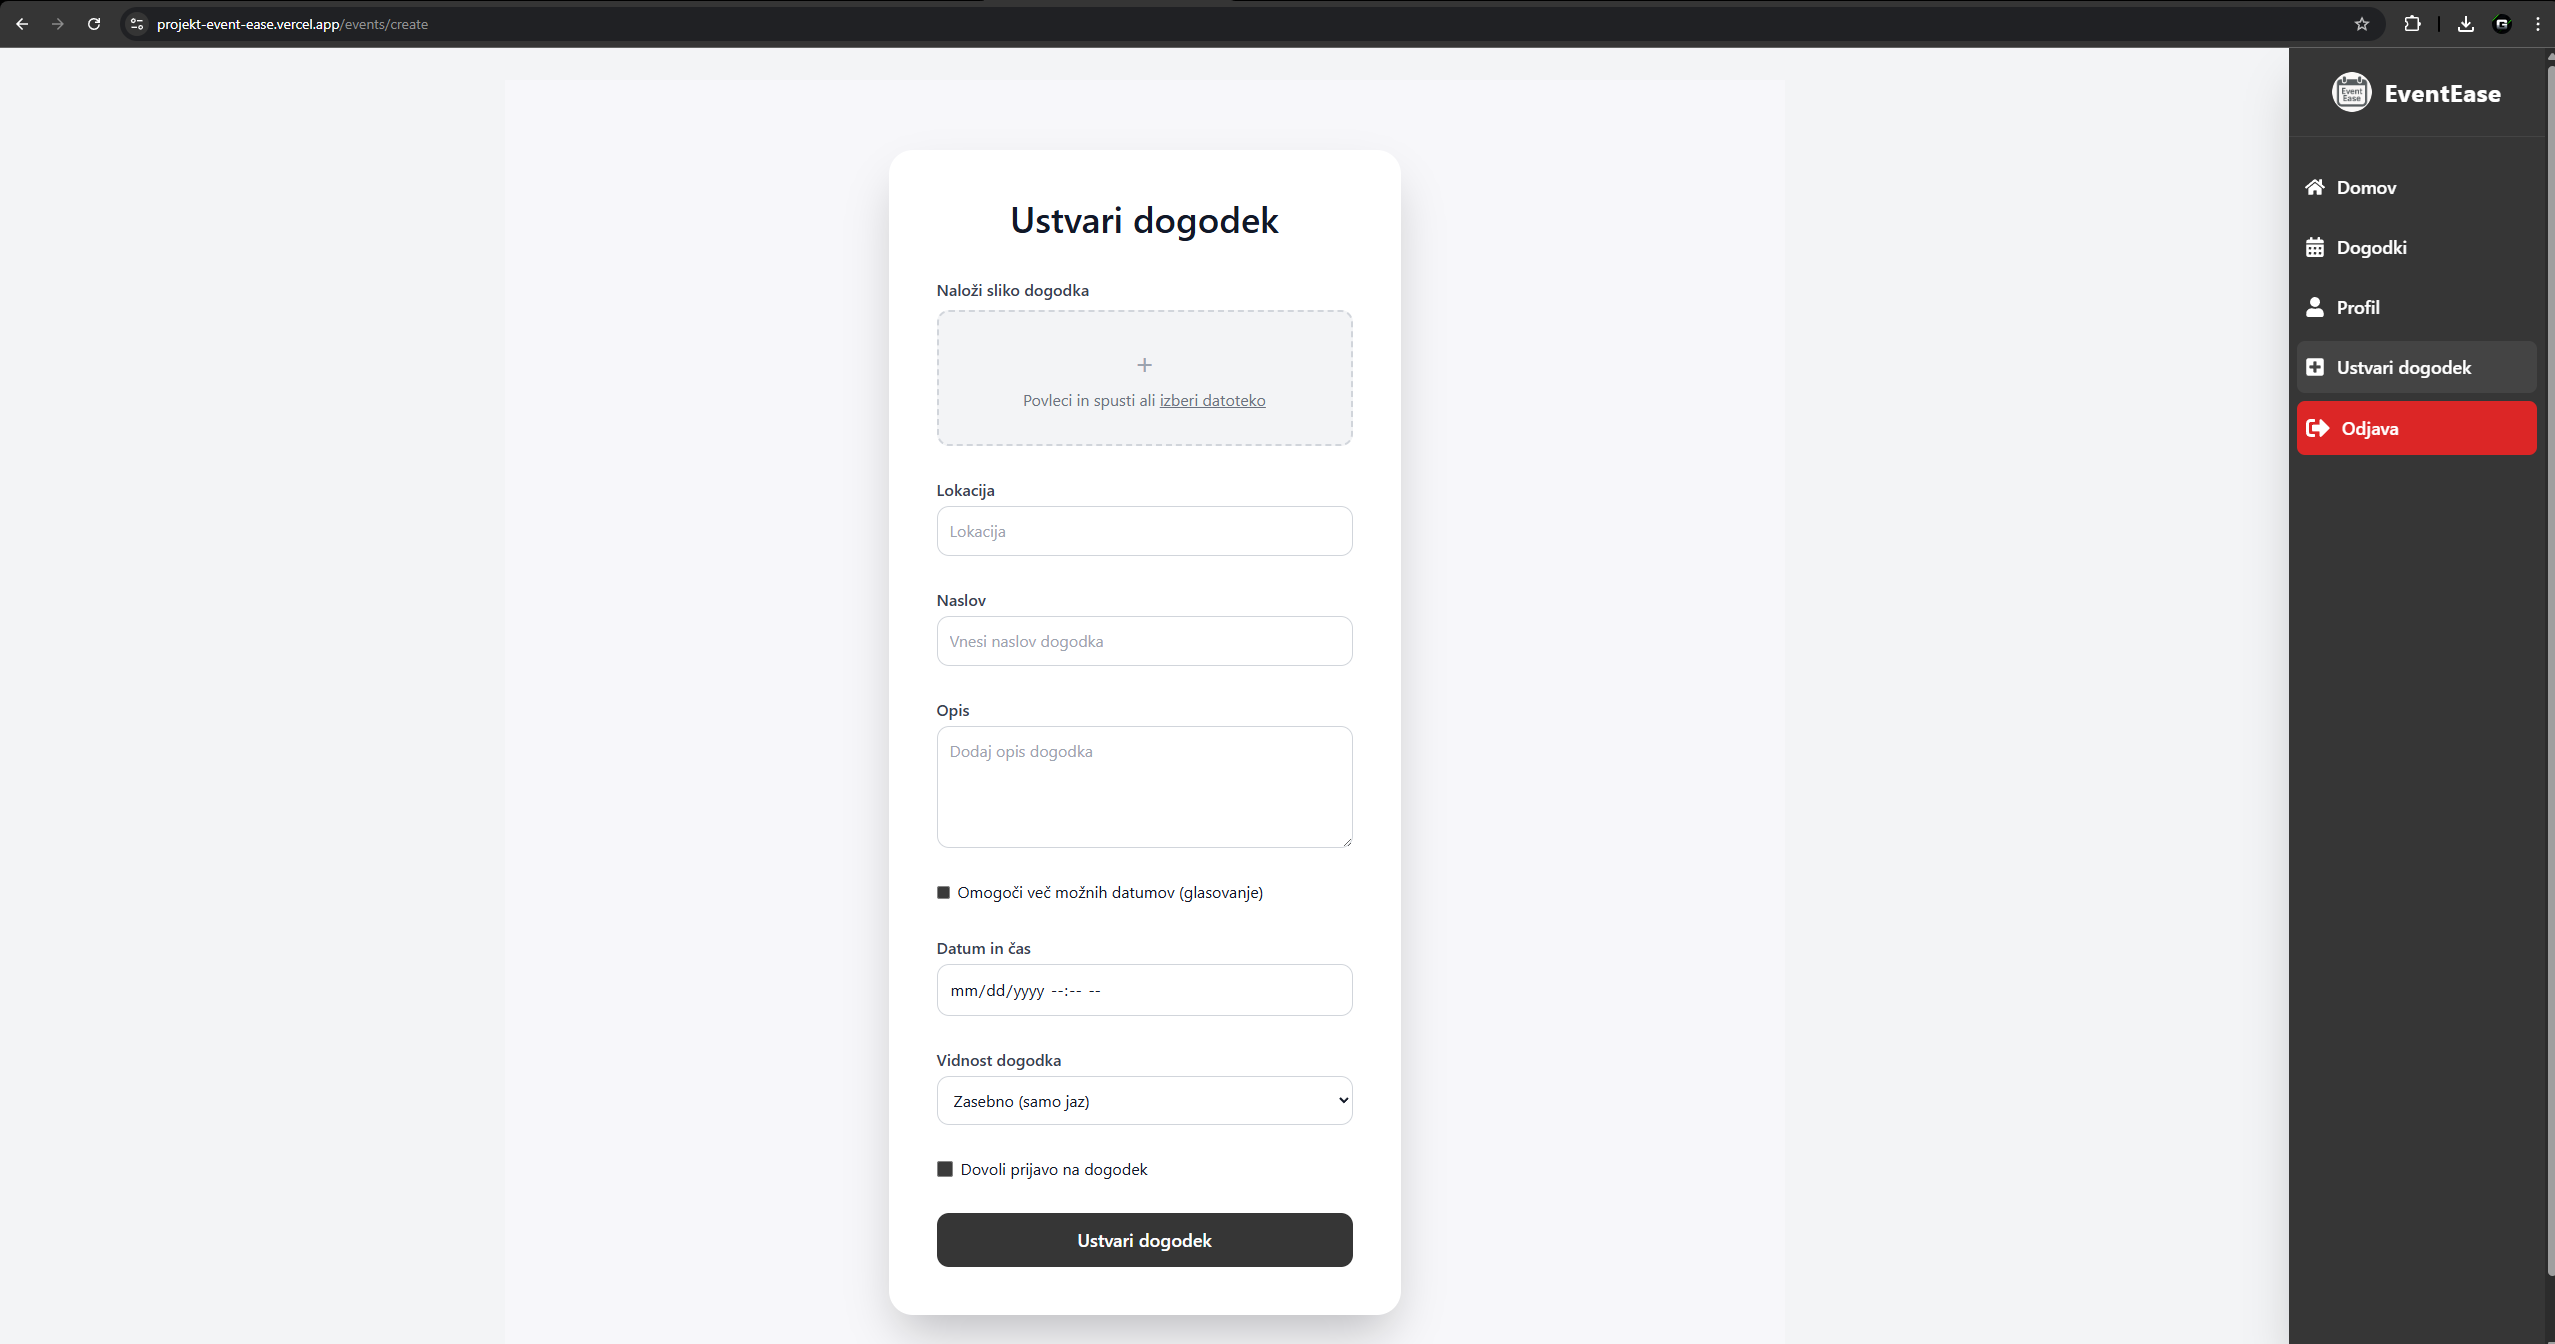 projekt-event-ease.vercel.app/events/create
Event
Ease
EventEase
Domov
Dogodki
Profil
Ustvari dogodek
Odjava
Ustvari dogodek
Naloži sliko dogodka
+
Povleci in spusti ali izberi datoteko
Lokacija
Lokacija
Naslov
Vnesi naslov dogodka
Opis
Dodaj opis dogodka
Omogoči več možnih datumov (glasovanje)
Datum in čas
mm/dd/yyyy --:-- --
Vidnost dogodka
Zasebno (samo jaz)
Dovoli prijavo na dogodek
Ustvari dogodek